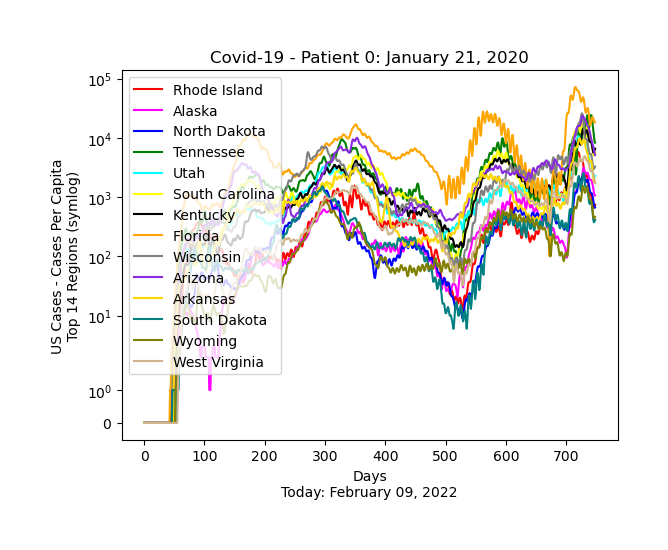 Covid-19 - Patient 0: January 21, 2020
US Cases - Cases Per Capita
Top 14 Regions (symlog)
10^5
10^4
10^3
10^2
10^1
10^0
0
Rhode Island
Alaska
North Dakota
Tennessee
Utah
South Carolina
Kentucky
Florida
Wisconsin
Arizona
Arkansas
South Dakota
Wyoming
West Virginia
0 100 200 300 400 500 600 700
Days
Today: February 09, 2022